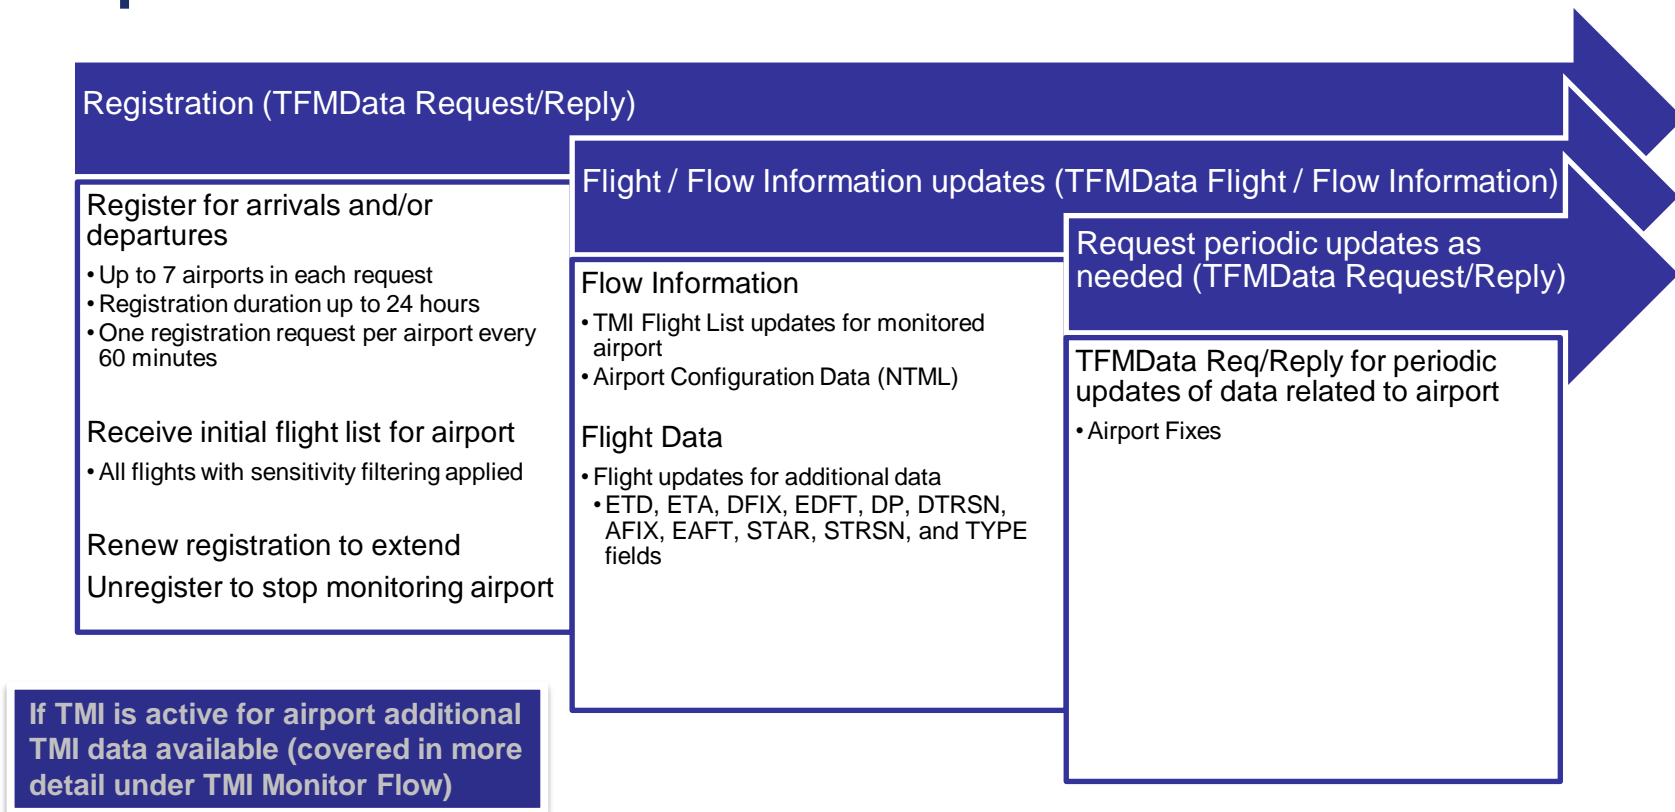 Registration (TFMData Request/Reply)
Register for arrivals and/or
departures
• Up to 7 airports in each request
• Registration duration up to 24 hours
• One registration request per airport every
60 minutes
Receive initial flight list for airport
• All flights with sensitivity filtering applied
Renew registration to extend
Unregister to stop monitoring airport
Flight / Flow Information updates (TFMData Flight / Flow Information)
Flow Information
• TMI Flight List updates for monitored
airport
• Airport Configuration Data (NTML)
Flight Data
• Flight updates for additional data
• ETD, ETA, DFIX, EDFT, DP, DTRSN,
AFIX, EAFT, STAR, STRSN, and TYPE
fields
Request periodic updates as
needed (TFMData Request/Reply)
TFMData Req/Reply for periodic
updates of data related to airport
• Airport Fixes
If TMI is active for airport additional
TMI data available (covered in more
detail under TMI Monitor Flow)